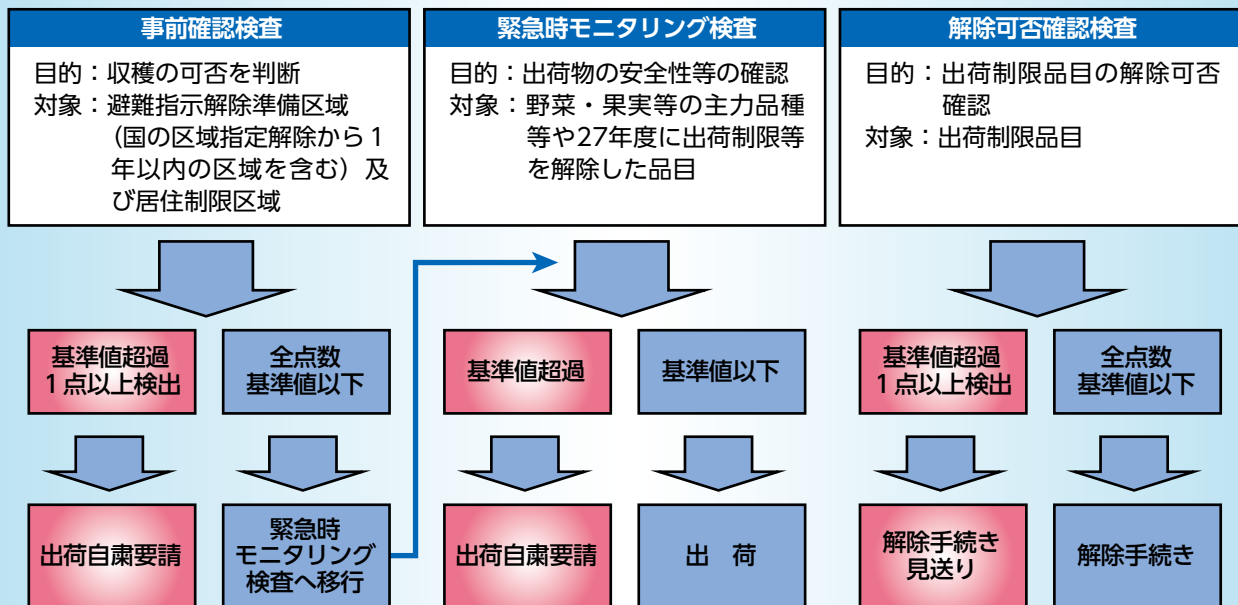 事前確認検査
目的：収穫の可否を判断
対象：避難指示解除準備区域
（国の区域指定解除から１
年以内の区域を含む）及
び居住制限区域
緊急時モニタリング検査
目的：出荷物の安全性等の確認
対象：野菜・果実等の主力品種
等や27年度に出荷制限等
を解除した品目
解除可否確認検査
目的：出荷制限品目の解除可否
確認
対象：出荷制限品目
基準値超過
１点以上検出
全点数
基準値以下
基準値超過
基準値以下
基準値超過
１点以上検出
全点数
基準値以下
出荷自粛要請
緊急時
モニタリング
検査へ移行
出荷自粛要請
出　荷
解除手続き
見送り
解除手続き